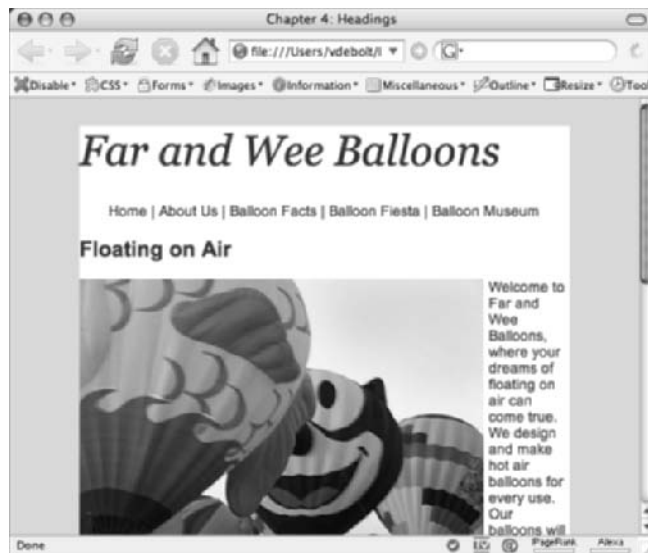 Chapter 4: Headings
file:///Users/vdebolt/l
Disable CSS Forms Images Information Miscellaneous Outline Resize Tool
Far and Wee Balloons
Home | About Us | Balloon Facts | Balloon Fiesta | Balloon Museum
Floating on Air
Welcome to
Far and
Wee
Balloons,
where your
dreams of
floating on
air can
come true.
We design
and make
hot air
balloons for
every use.
Our
balloons will
Done
PageRank Alexa